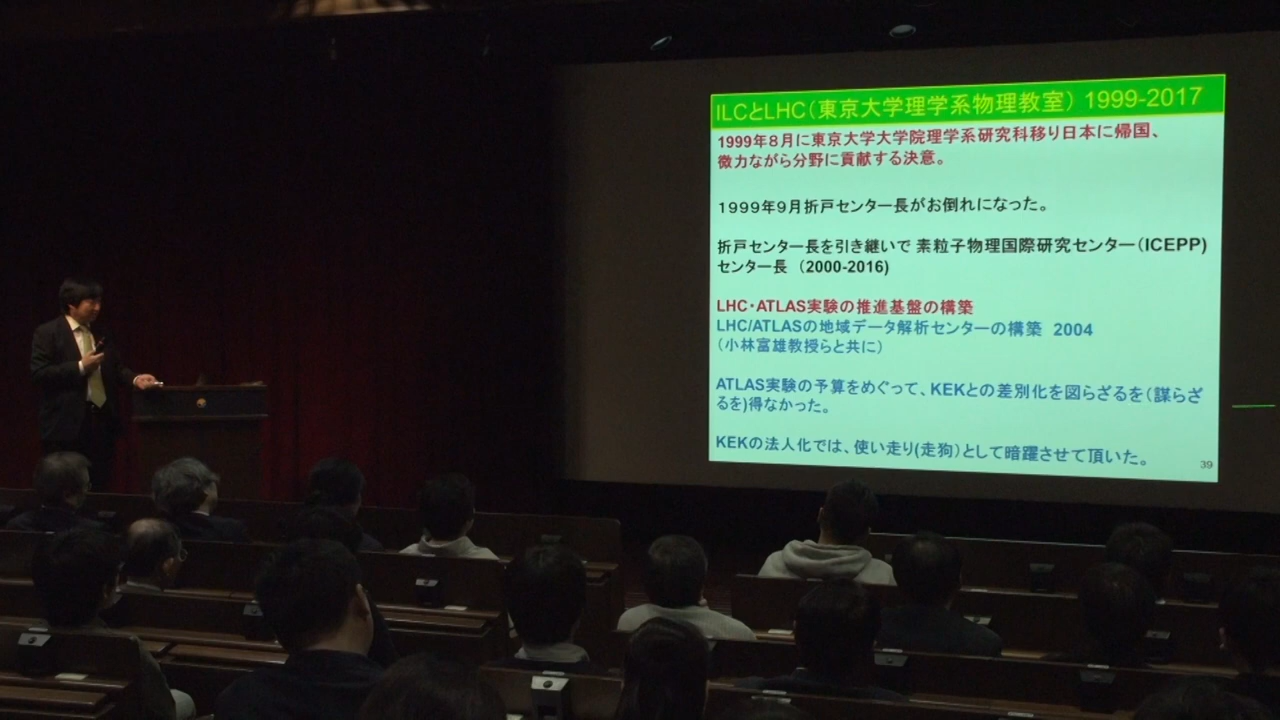 ILCとLHC(東京大学理学系物理教室) 1999-2017
1999年8月に東京大学大学院理学系研究科移り日本に帰国、
微力ながら分野に貢献する決意。
1999年9月折戸センター長がお倒れになった。
折戸センター長を引き継いで 素粒子物理国際研究センター(ICEPP)
センター長 (2000-2016)
LHC・ATLAS実験の推進基盤の構築
LHC/ATLASの地域データ解析センターの構築 2004
(小林富雄教授らと共に)
ATLAS実験の予算をめぐって、KEKとの差別化を図らざるを(謀らざ
るを)得なかった。
KEKの法人化では、使い走り(走狗)として暗躍させて頂いた。
39